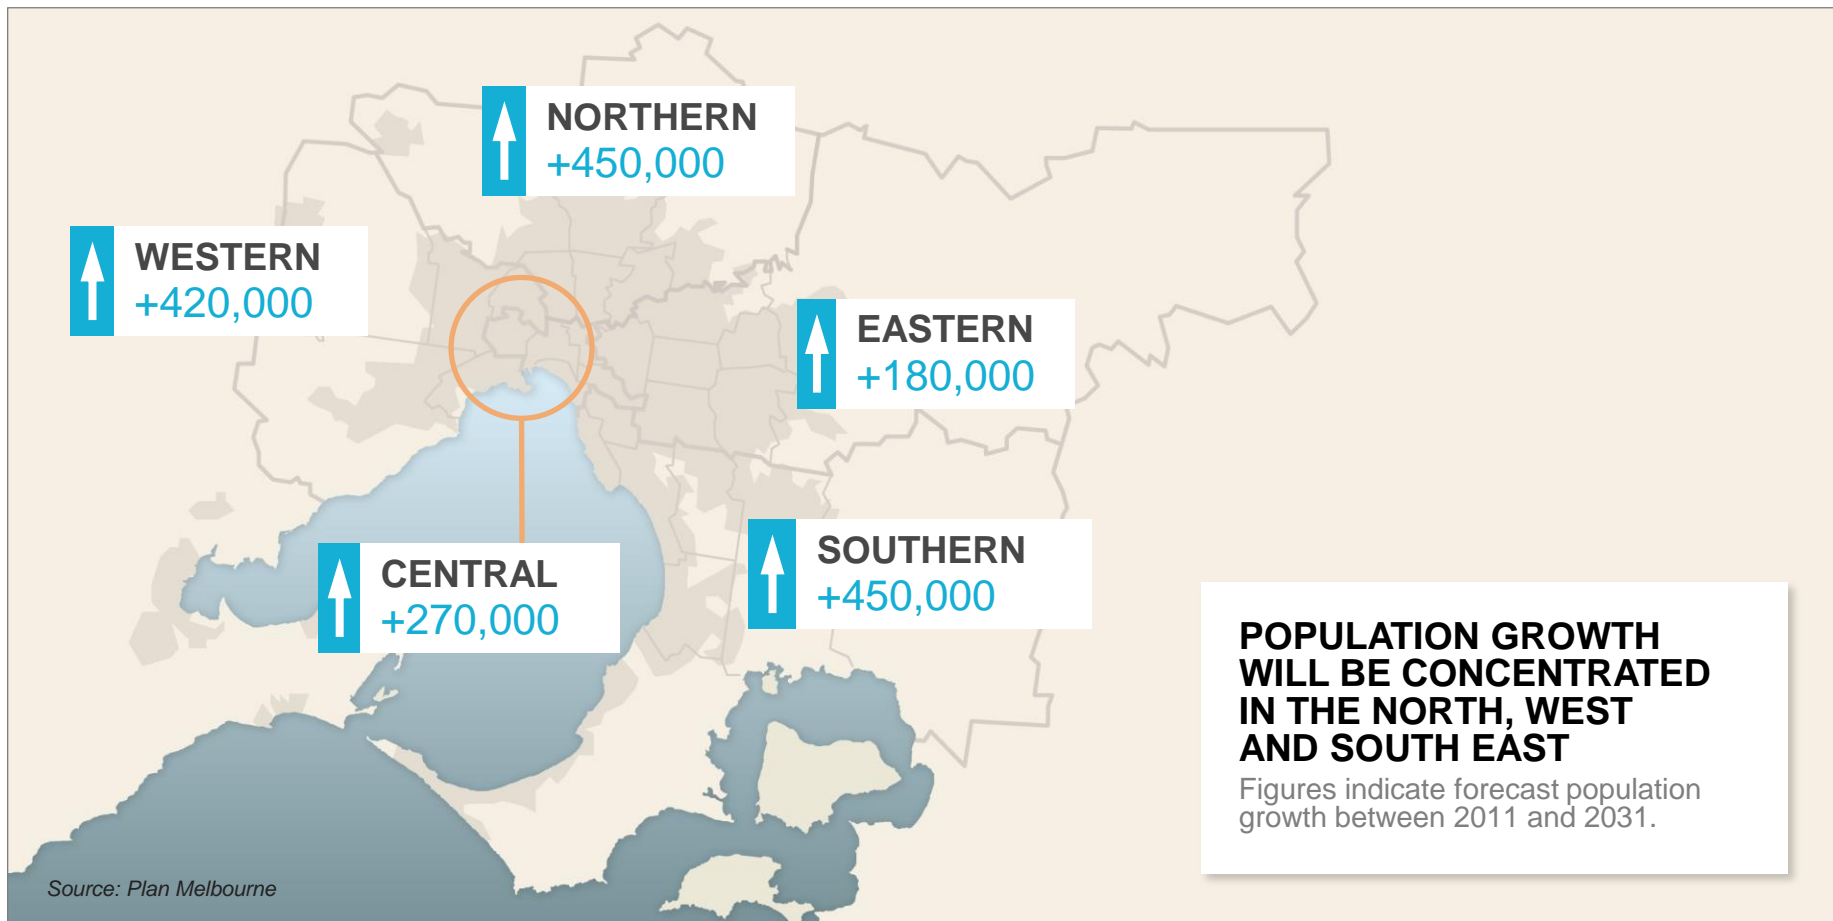 NORTHERN
+450,000
WESTERN
+420,000
EASTERN
+180,000
CENTRAL
+270,000
SOUTHERN
+450,000
POPULATION GROWTH
WILL BE CONCENTRATED
IN THE NORTH, WEST
AND SOUTH EAST
Figures indicate forecast population
growth between 2011 and 2031.
Source: Plan Melbourne